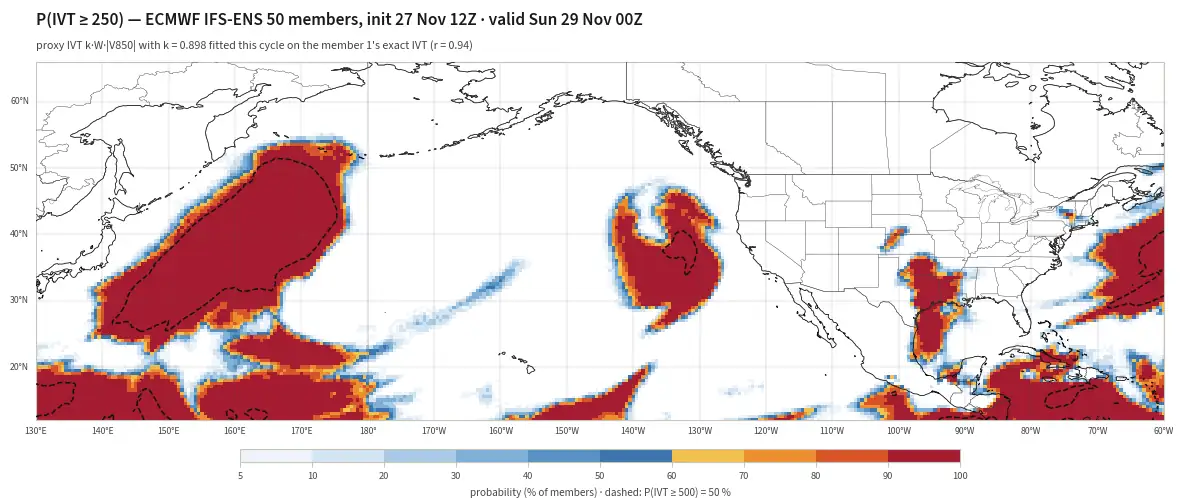 P(IVT ≥ 250) — ECMWF IFS-ENS 50 members, init 27 Nov 12Z · valid Sun 29 Nov 00Z
proxy IVT k·W·|V850| with k = 0.898 fitted this cycle on the member 1's exact IVT (r = 0.94)
60°N
50°N
40°N
30°N
20°N
130°E 140°E 150°E 160°E 170°E 180° 170°W 160°W 150°W 140°W 130°W 120°W 110°W 100°W 90°W 80°W 70°W 60°W
5 10 20 30 40 50 60 70 80 90 100
probability (% of members) · dashed: P(IVT ≥ 500) = 50 %